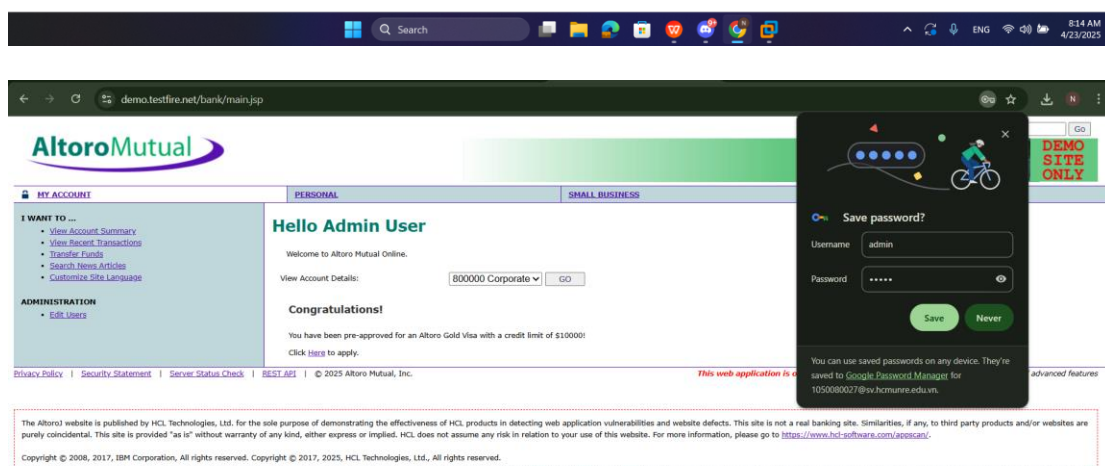 Search
ENG
8:14 AM
4/23/2025
demo.testfire.net/bank/main.jsp
N
AltoroMutual
Go
DEMO
SITE
ONLY
MY ACCOUNT
PERSONAL
SMALL BUSINESS
I WANT TO ...
View Account Summary
View Recent Transactions
Transfer Funds
Search News Articles
Customize Site Language
ADMINISTRATION
Edit Users
Hello Admin User
Welcome to Altoro Mutual Online.
View Account Details:
800000 Corporate
GO
Congratulations!
You have been pre-approved for an Altoro Gold Visa with a credit limit of $10000!
Click Here to apply.
Save password?
Username
admin
Password
•••••
Save
Never
You can use saved passwords on any device. They're
saved to Google Password Manager for
1050080027@sv.hcmunre.edu.vn.
Privacy Policy | Security Statement | Server Status Check | REST API | © 2025 Altoro Mutual, Inc.
This web application is o
advanced features
The AltoroJ website is published by HCL Technologies, Ltd. for the sole purpose of demonstrating the effectiveness of HCL products in detecting web application vulnerabilities and website defects. This site is not a real banking site. Similarities, if any, to third party products and/or websites are
purely coincidental. This site is provided "as is" without warranty of any kind, either express or implied. HCL does not assume any risk in relation to your use of this website. For more information, please go to https://www.hcl-software.com/appscan/.
Copyright © 2008, 2017, IBM Corporation, All rights reserved. Copyright © 2017, 2025, HCL Technologies, Ltd., All rights reserved.